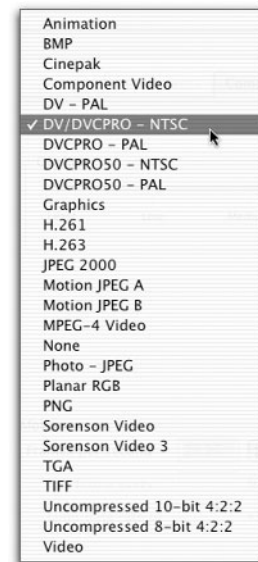 Animation
BMP
Cinepak
Component Video
DV – PAL
✓ DV/DVCPRO – NTSC
DVCPRO – PAL
DVCPRO50 – NTSC
DVCPRO50 – PAL
Graphics
H.261
H.263
JPEG 2000
Motion JPEG A
Motion JPEG B
MPEG-4 Video
None
Photo – JPEG
Planar RGB
PNG
Sorenson Video
Sorenson Video 3
TGA
TIFF
Uncompressed 10-bit 4:2:2
Uncompressed 8-bit 4:2:2
Video